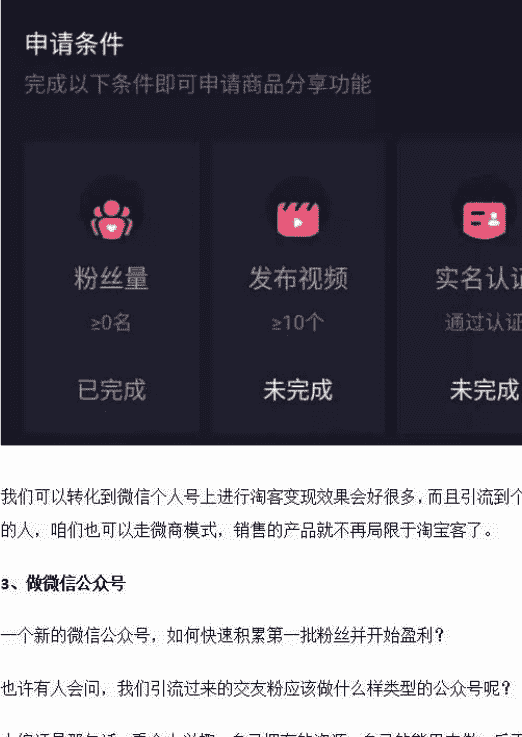 申请条件
完成以下条件即可申请商品分享功能
粉丝量
发布视频
实名认证
≥0名
≥10个
通过认证
已完成
未完成
未完成
我们可以转化到微信个人号上进行淘客变现效果会好很多，而且引流到个
的人，咱们也可以走微商模式，销售的产品就不再局限于淘宝客了。
3、做微信公众号
一个新的微信公众号，如何快速积累第一批粉丝并开始盈利？
也许有人会问，我们引流过来的交友粉应该做什么样类型的公众号呢？